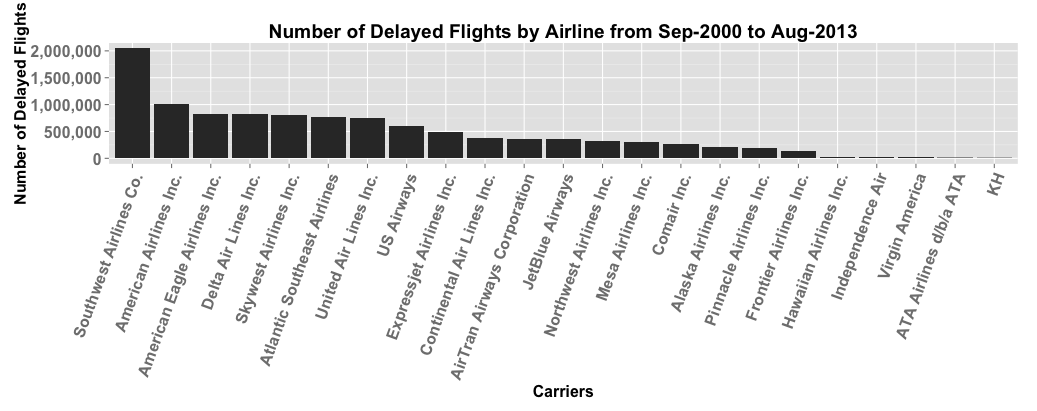 Number of Delayed Flights by Airline from Sep-2000 to Aug-2013
Number of Delayed Flights
2,000,000
1,500,000
1,000,000
500,000
0
Southwest Airlines Co.
American Airlines Inc.
American Eagle Airlines Inc.
Delta Air Lines Inc.
Skywest Airlines Inc.
Atlantic Southeast Airlines
United Air Lines Inc.
US Airways
Expressjet Airlines Inc.
Continental Air Lines Inc.
AirTran Airways Corporation
JetBlue Airways
Northwest Airlines Inc.
Mesa Airlines Inc.
Comair Inc.
Alaska Airlines Inc.
Pinnacle Airlines Inc.
Frontier Airlines Inc.
Hawaiian Airlines Inc.
Independence Air
Virgin America
ATA Airlines d/b/a ATA
KH
Carriers